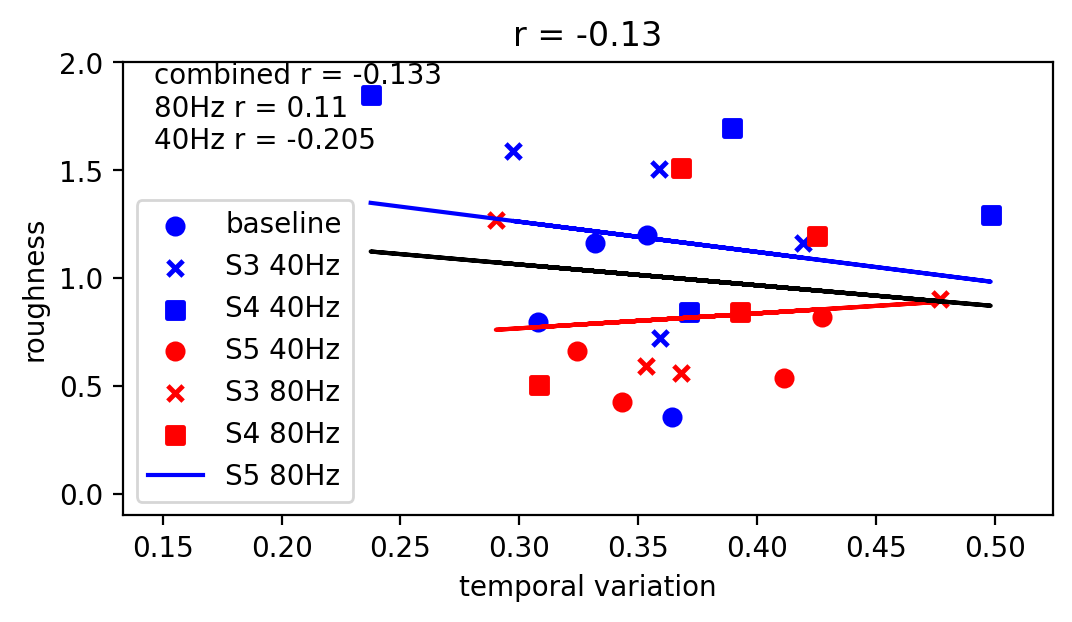 r = -0.13
combined r = -0.133
80Hz r = 0.11
40Hz r = -0.205
2.0
1.5
1.0
0.5
0.0
roughness
baseline
S3 40Hz
S4 40Hz
S5 40Hz
S3 80Hz
S4 80Hz
S5 80Hz
0.15 0.20 0.25 0.30 0.35 0.40 0.45 0.50
temporal variation